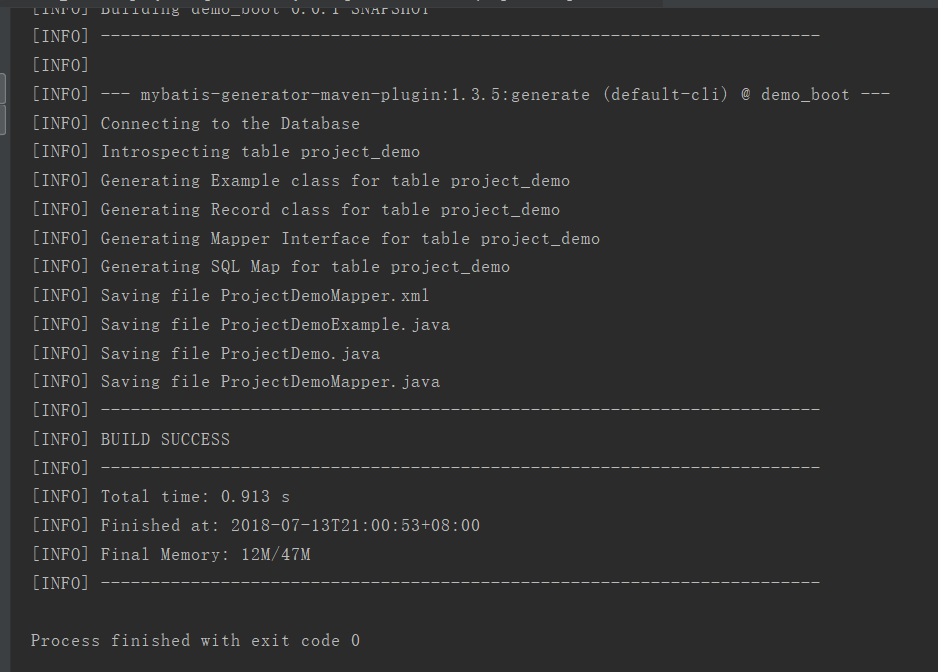 [INFO] Building demo_boot 0.0.1-SNAPSHOT
[INFO] ------------------------------------------------------------------------
[INFO]
[INFO] --- mybatis-generator-maven-plugin:1.3.5:generate (default-cli) @ demo_boot ---
[INFO] Connecting to the Database
[INFO] Introspecting table project_demo
[INFO] Generating Example class for table project_demo
[INFO] Generating Record class for table project_demo
[INFO] Generating Mapper Interface for table project_demo
[INFO] Generating SQL Map for table project_demo
[INFO] Saving file ProjectDemoMapper.xml
[INFO] Saving file ProjectDemoExample.java
[INFO] Saving file ProjectDemo.java
[INFO] Saving file ProjectDemoMapper.java
[INFO] ------------------------------------------------------------------------
[INFO] BUILD SUCCESS
[INFO] ------------------------------------------------------------------------
[INFO] Total time: 0.913 s
[INFO] Finished at: 2018-07-13T21:00:53+08:00
[INFO] Final Memory: 12M/47M
[INFO] ------------------------------------------------------------------------
Process finished with exit code 0